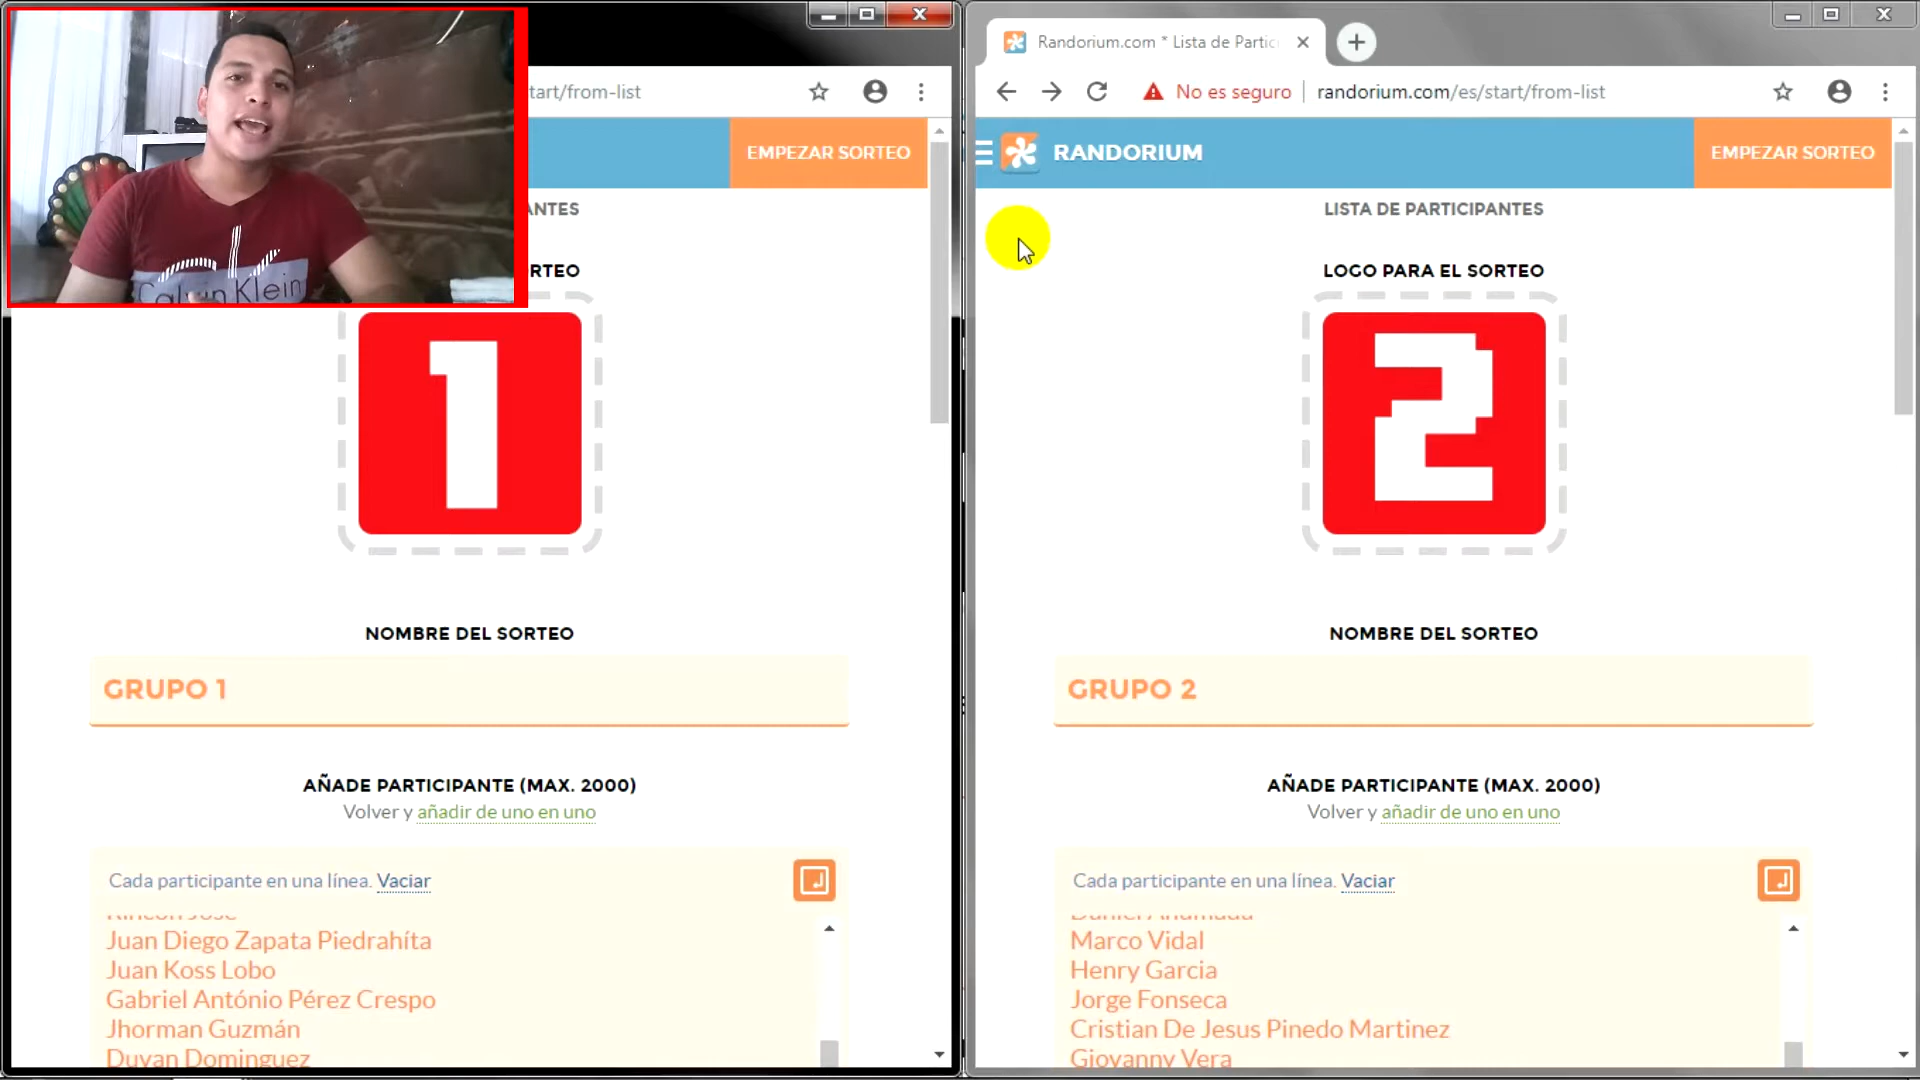 Calvin Klein
tart/from-list
EMPEZAR SORTEO
ANTES
RTEO
1
NOMBRE DEL SORTEO
GRUPO 1
AÑADE PARTICIPANTE (MAX. 2000)
Volver y añadir de uno en uno
Cada participante en una línea. Vaciar
Rincon Jose
Juan Diego Zapata Piedrahíta
Juan Koss Lobo
Gabriel António Pérez Crespo
Jhorman Guzmán
Duvan Dominguez
Randorium.com * Lista de Partic
No es seguro
randorium.com/es/start/from-list
RANDORIUM
EMPEZAR SORTEO
LISTA DE PARTICIPANTES
LOGO PARA EL SORTEO
2
NOMBRE DEL SORTEO
GRUPO 2
AÑADE PARTICIPANTE (MAX. 2000)
Volver y añadir de uno en uno
Cada participante en una línea. Vaciar
Daniel Ahumada
Marco Vidal
Henry Garcia
Jorge Fonseca
Cristian De Jesus Pinedo Martinez
Giovanny Vera